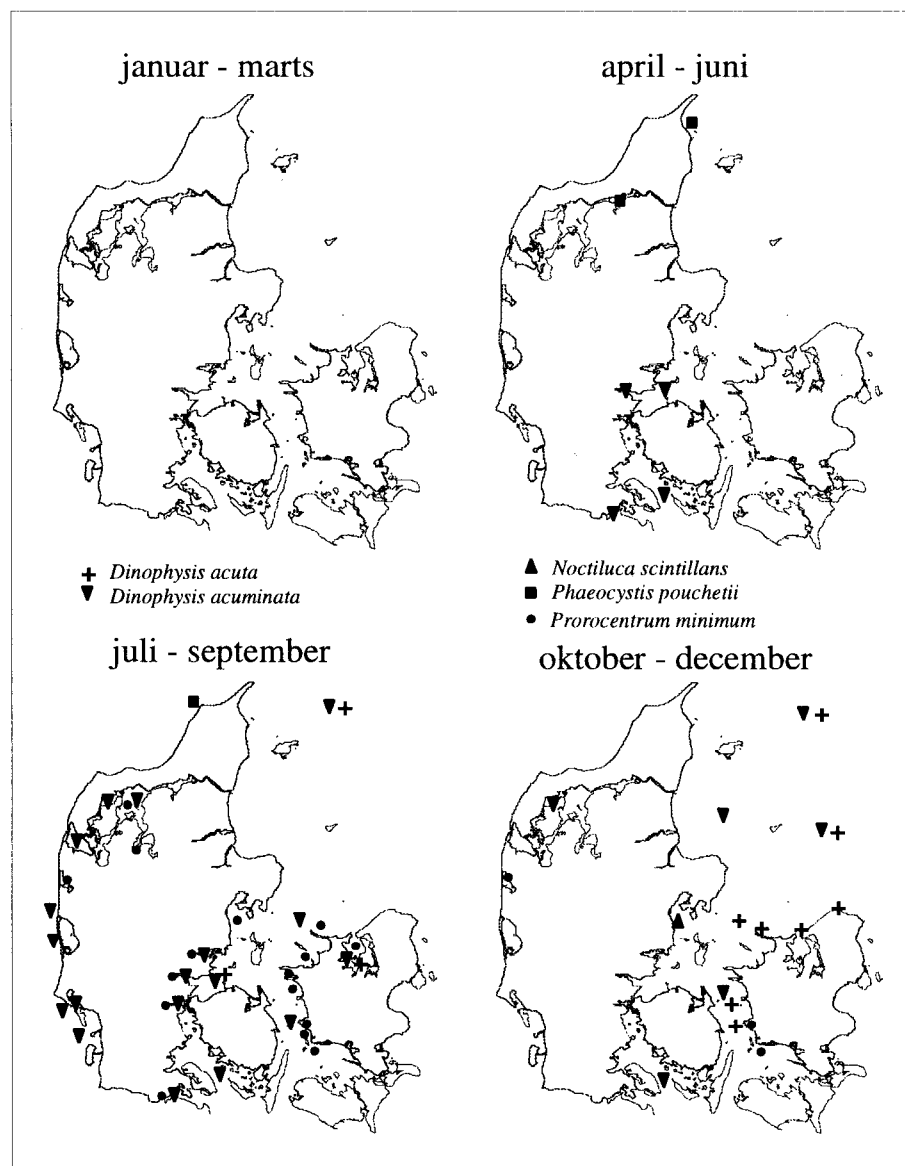 januar - marts
april - juni
Dinophysis acuta
Dinophysis acuminata
Noctiluca scintillans
Phaeocystis pouchetii
Prorocentrum minimum
juli - september
oktober - december